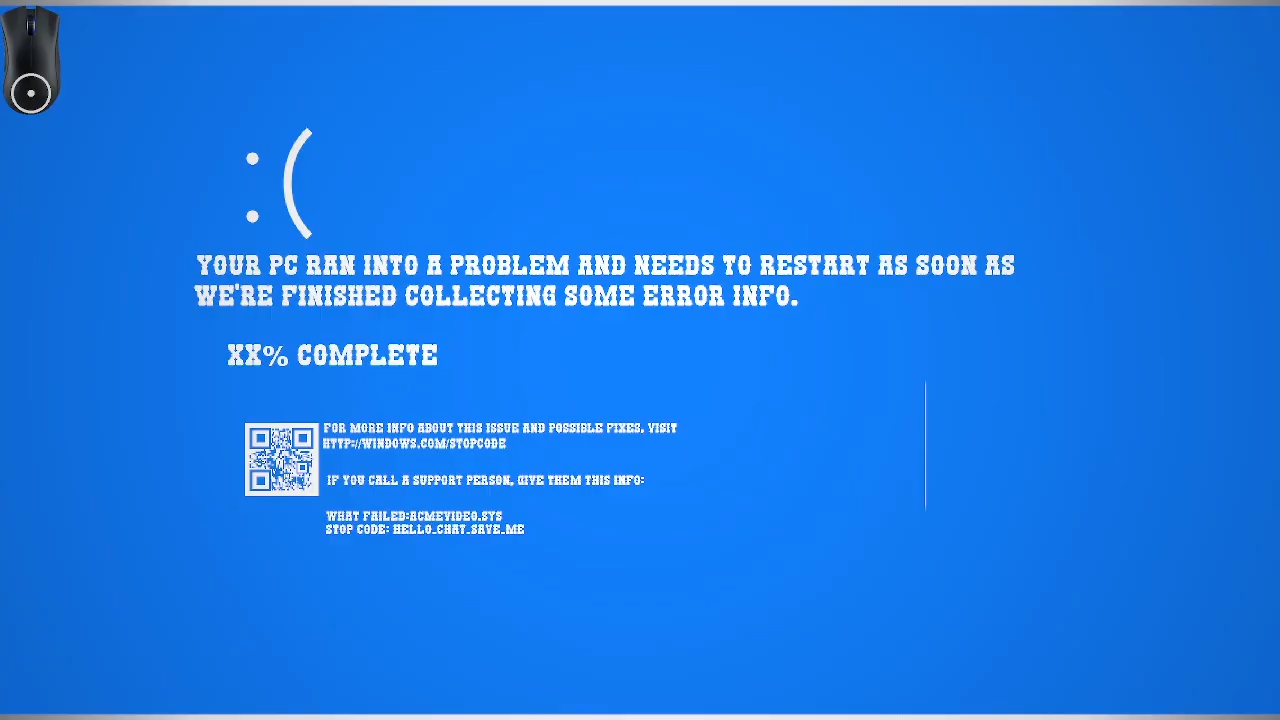 :(
YOUR PC RAN INTO A PROBLEM AND NEEDS TO RESTART AS SOON AS
WE'RE FINISHED COLLECTING SOME ERROR INFO.
XX% COMPLETE
FOR MORE INFO ABOUT THIS ISSUE AND POSSIBLE FIXES, VISIT
HTTP://WINDOWS.COM/STOPCODE
IF YOU CALL A SUPPORT PERSON, GIVE THEM THIS INFO:
WHAT FAILED:ACMEVIDEO.SYS
STOP CODE: HELLO_CHAT_SAVE_ME